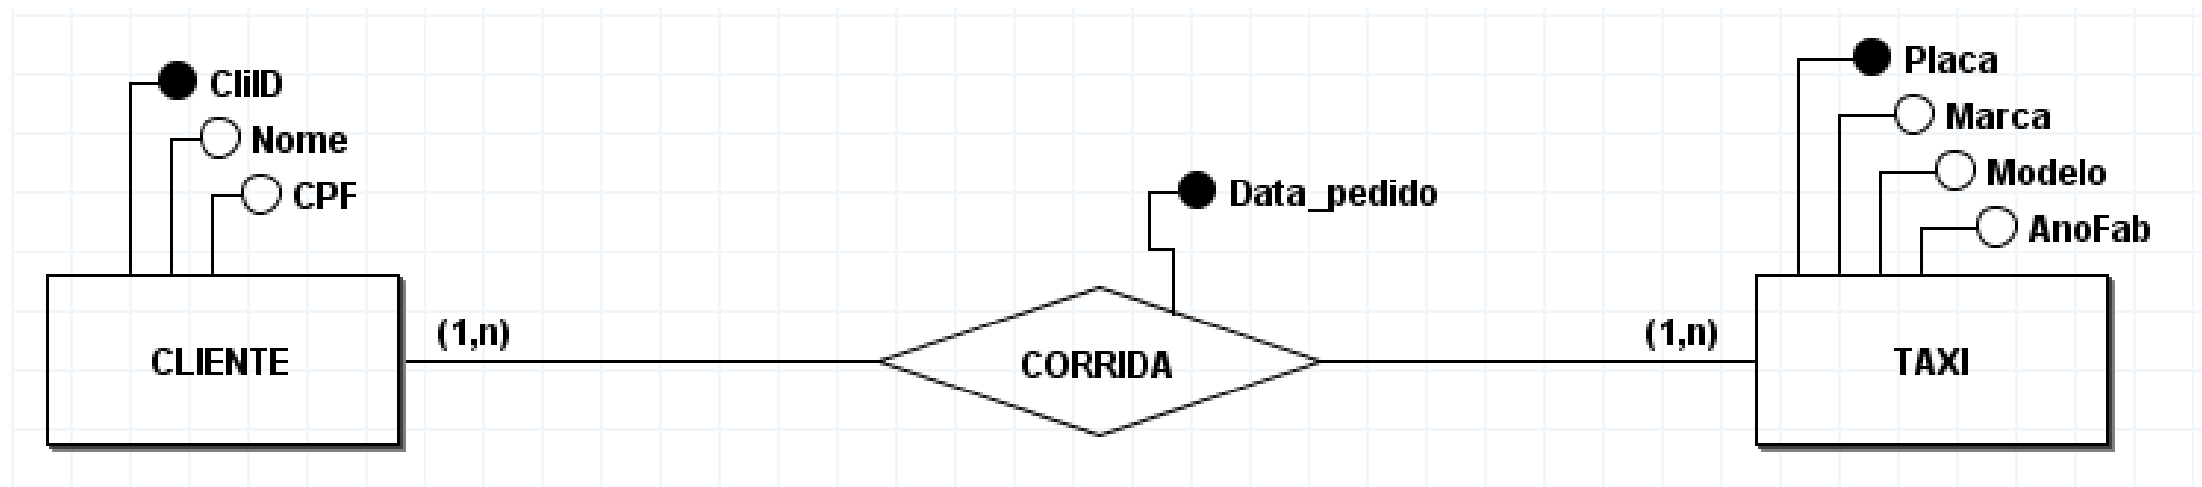 CliID
Nome
CPF
CLIENTE
(1,n)
Data_pedido
CORRIDA
(1,n)
Placa
Marca
Modelo
AnoFab
TAXI